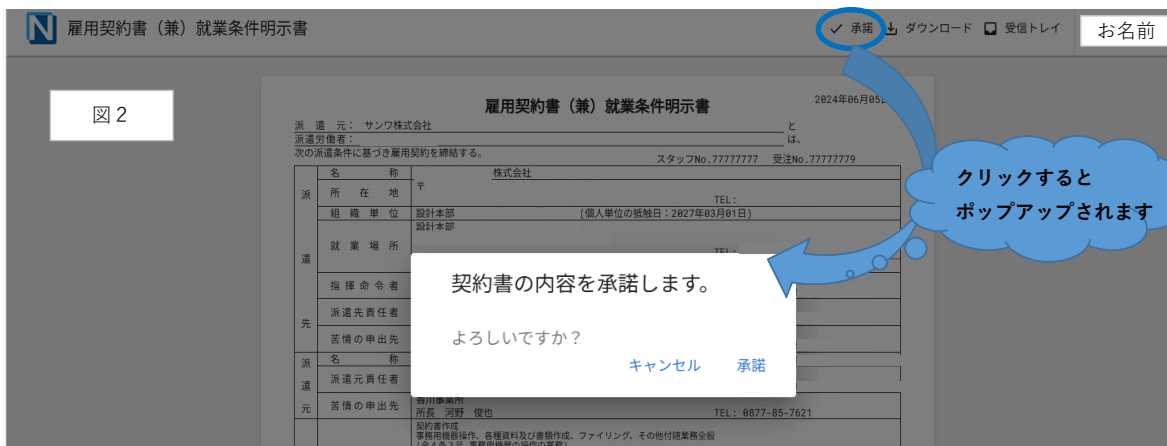 N 雇用契約書（兼）就業条件明示書
承諾 ダウンロード 受信トレイ お名前
図２
雇用契約書（兼）就業条件明示書
2024年06月05日
派 遣 元： サンワ株式会社 と
派遣労働者： は、
次の派遣条件に基づき雇用契約を締結する。
スタッフNo.77777777 受注No.77777779
派遣先
名 称 株式会社
所 在 地 〒 TEL:
組 織 単 位 設計本部 (個人単位の抵触日：2027年03月01日)
就 業 場 所 設計本部
TEL:
指 揮 命 令 者
派遣先責任者
苦情の申出先
派遣元
名 称
派遣元責任者
苦情の申出先 香川事業所
所長 河野 俊也 TEL: 0877-85-7621
契約書作成
事務用機器操作、各種資料及び書類作成、ファイリング、その他付随業務全般
クリックすると
ポップアップされます
契約書の内容を承諾します。
よろしいですか？
キャンセル 承諾